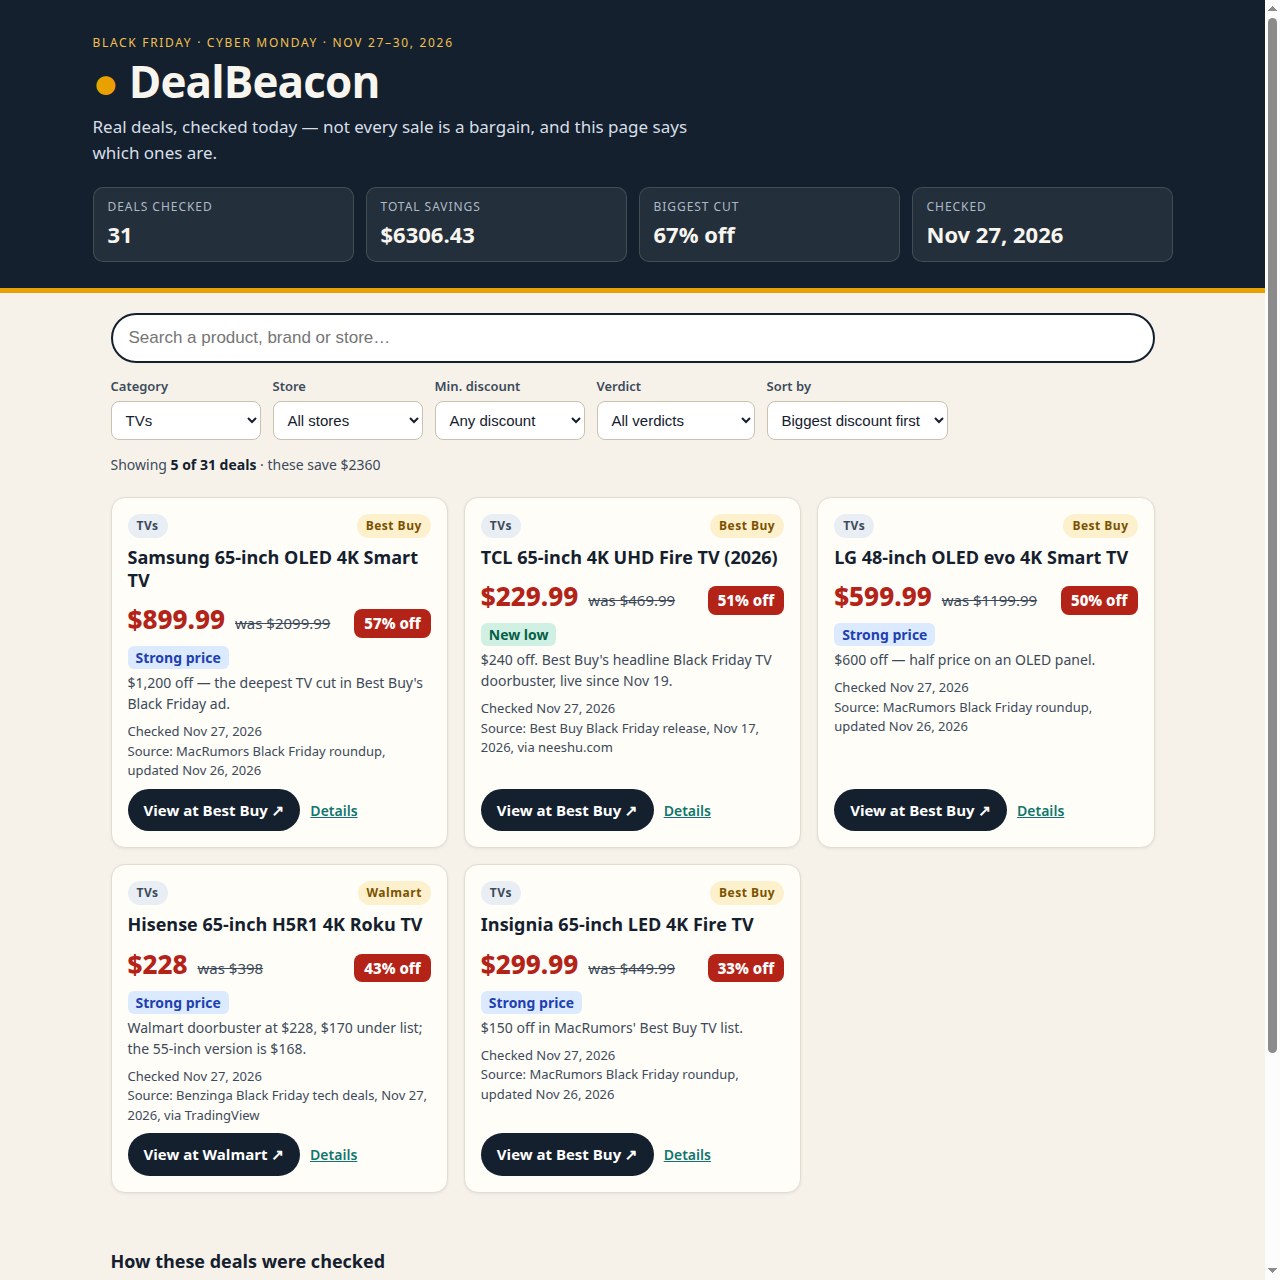 BLACK FRIDAY · CYBER MONDAY · NOV 27–30, 2026
DealBeacon
Real deals, checked today — not every sale is a bargain, and this page says
which ones are.
DEALS CHECKED
31
TOTAL SAVINGS
$6306.43
BIGGEST CUT
67% off
CHECKED
Nov 27, 2026
Search a product, brand or store…
Category
TVs
Store
All stores
Min. discount
Any discount
Verdict
All verdicts
Sort by
Biggest discount first
Showing 5 of 31 deals · these save $2360
TVs
Best Buy
Samsung 65-inch OLED 4K Smart
TV
$899.99 was $2099.99 57% off
Strong price
$1,200 off — the deepest TV cut in Best Buy's
Black Friday ad.
Checked Nov 27, 2026
Source: MacRumors Black Friday roundup,
updated Nov 26, 2026
View at Best Buy ↗ Details
TVs
Best Buy
TCL 65-inch 4K UHD Fire TV (2026)
$229.99 was $469.99 51% off
New low
$240 off. Best Buy's headline Black Friday TV
doorbuster, live since Nov 19.
Checked Nov 27, 2026
Source: Best Buy Black Friday release, Nov 17,
2026, via neeshu.com
View at Best Buy ↗ Details
TVs
Best Buy
LG 48-inch OLED evo 4K Smart TV
$599.99 was $1199.99 50% off
Strong price
$600 off — half price on an OLED panel.
Checked Nov 27, 2026
Source: MacRumors Black Friday roundup,
updated Nov 26, 2026
View at Best Buy ↗ Details
TVs
Walmart
Hisense 65-inch H5R1 4K Roku TV
$228 was $398 43% off
Strong price
Walmart doorbuster at $228, $170 under list;
the 55-inch version is $168.
Checked Nov 27, 2026
Source: Benzinga Black Friday tech deals, Nov 27,
2026, via TradingView
View at Walmart ↗ Details
TVs
Best Buy
Insignia 65-inch LED 4K Fire TV
$299.99 was $449.99 33% off
Strong price
$150 off in MacRumors' Best Buy TV list.
Checked Nov 27, 2026
Source: MacRumors Black Friday roundup,
updated Nov 26, 2026
View at Best Buy ↗ Details
How these deals were checked